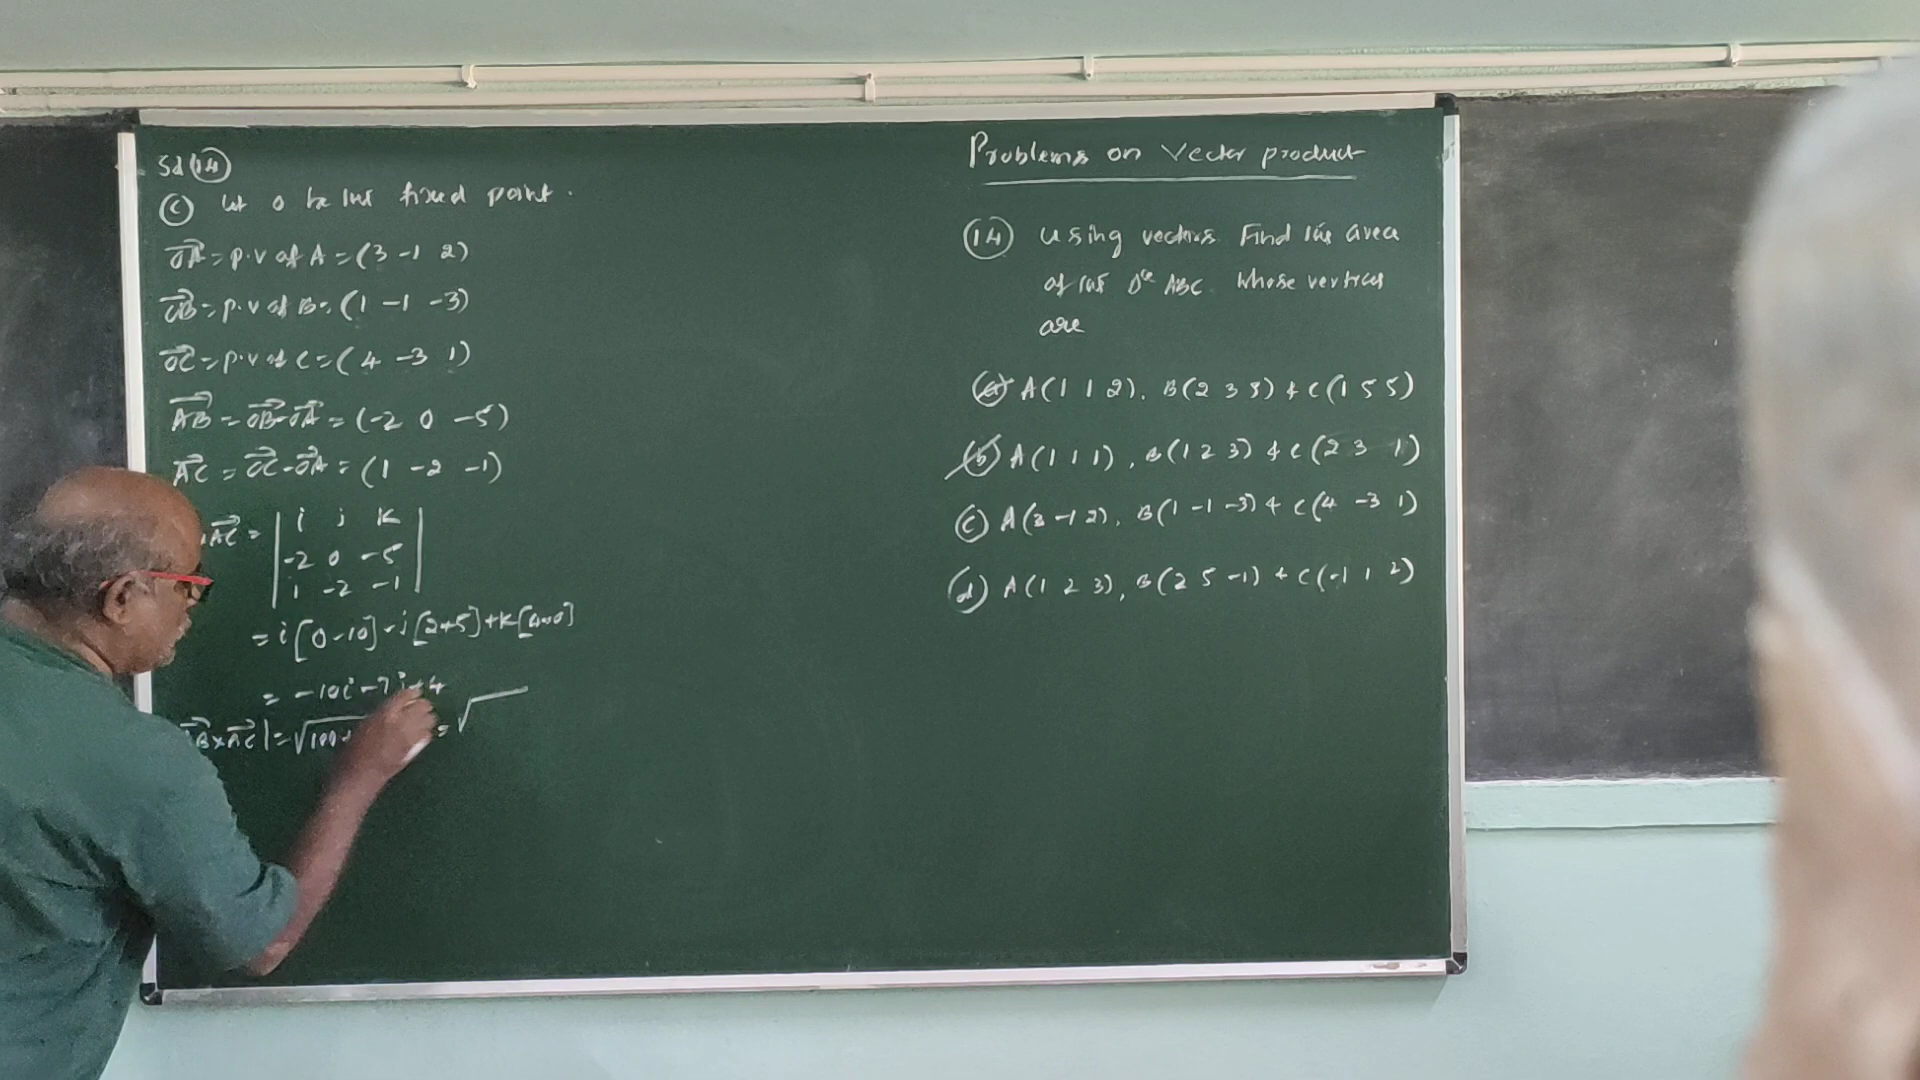 (14)
(c) Let O be the fixed point.
OA = p.v of A = (3 -1 2)
OB = p.v of B = (1 -1 -3)
OC = p.v of C = (4 -3 1)
AB = OB-OA = (-2 0 -5)
AC = OC-OA = (1 -2 -1)
AC = | i j k |
| -2 0 -5 |
| 1 -2 -1 |
= i[0-10]-j[2+5]+k[4-0]
= -10i-7j+4
B×AC| = √100+ = √
Problems on Vector product
(14) Using vectors Find the area
of the Δle ABC whose vertices
are
(a) A(1 1 2), B(2 3 5) & C(1 5 5)
(b) A(1 1 1), B(1 2 3) & C(2 3 1)
(c) A(3 -1 2), B(1 -1 -3) & C(4 -3 1)
(d) A(1 2 3), B(2 5 -1) & C(-1 1 2)